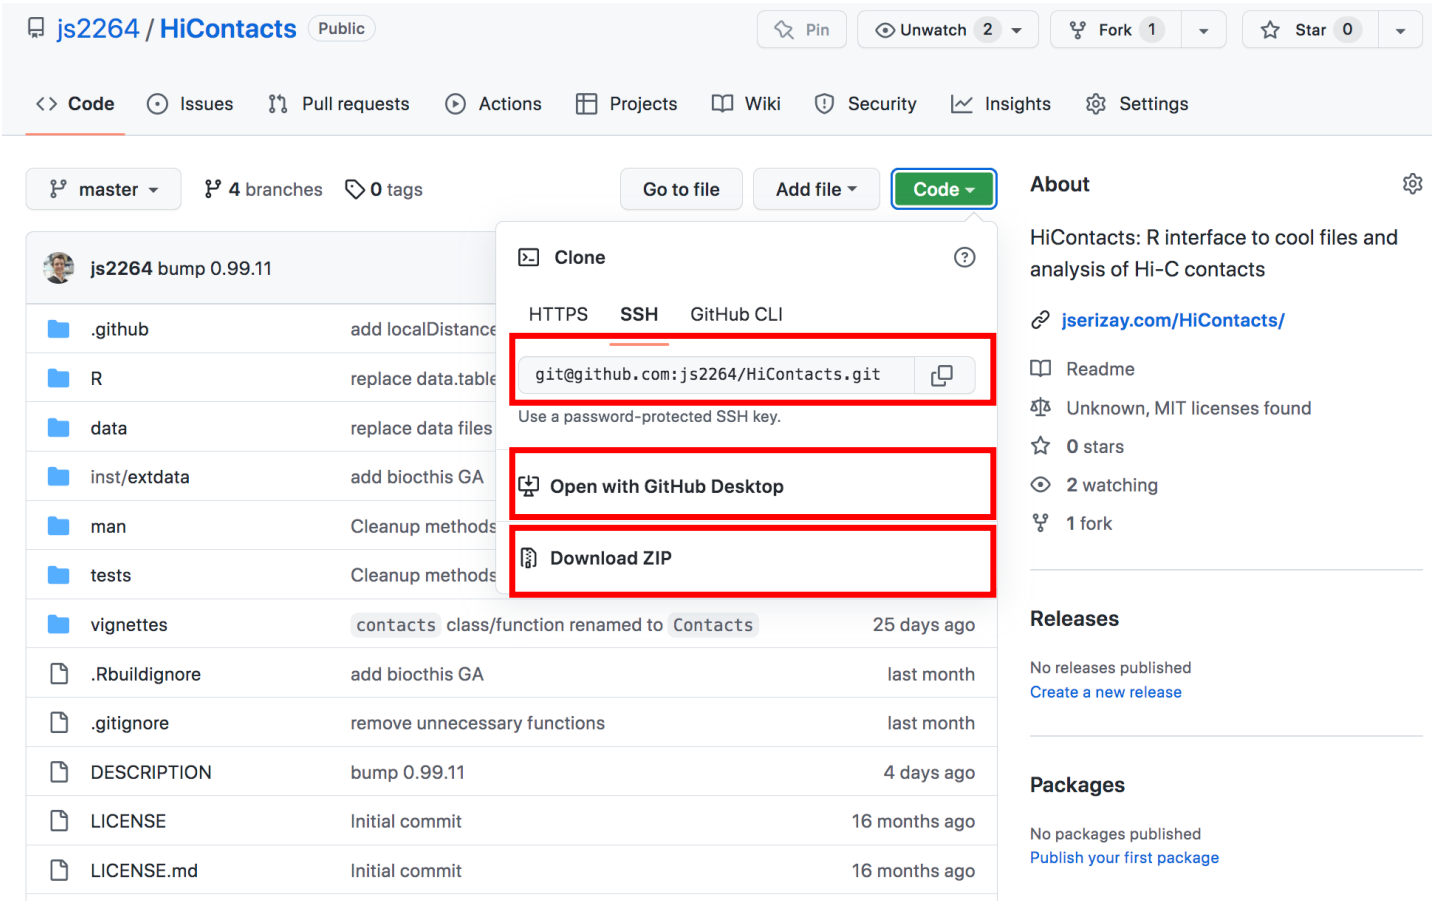 js2264 / HiContacts Public
Pin Unwatch 2 Fork 1 Star 0
Code Issues Pull requests Actions Projects Wiki Security Insights Settings
master 4 branches 0 tags Go to file Add file Code
js2264 bump 0.99.11
Clone
HTTPS SSH GitHub CLI
git@github.com:js2264/HiContacts.git
Use a password-protected SSH key.
Open with GitHub Desktop
Download ZIP
.github add localDistance
R replace data.table
data replace data files
inst/extdata add biocthis GA
man Cleanup methods
tests Cleanup methods
vignettes contacts class/function renamed to Contacts 25 days ago
.Rbuildignore add biocthis GA last month
.gitignore remove unnecessary functions last month
DESCRIPTION bump 0.99.11 4 days ago
LICENSE Initial commit 16 months ago
LICENSE.md Initial commit 16 months ago
About
HiContacts: R interface to cool files and
analysis of Hi-C contacts
jserizay.com/HiContacts/
Readme
Unknown, MIT licenses found
0 stars
2 watching
1 fork
Releases
No releases published
Create a new release
Packages
No packages published
Publish your first package